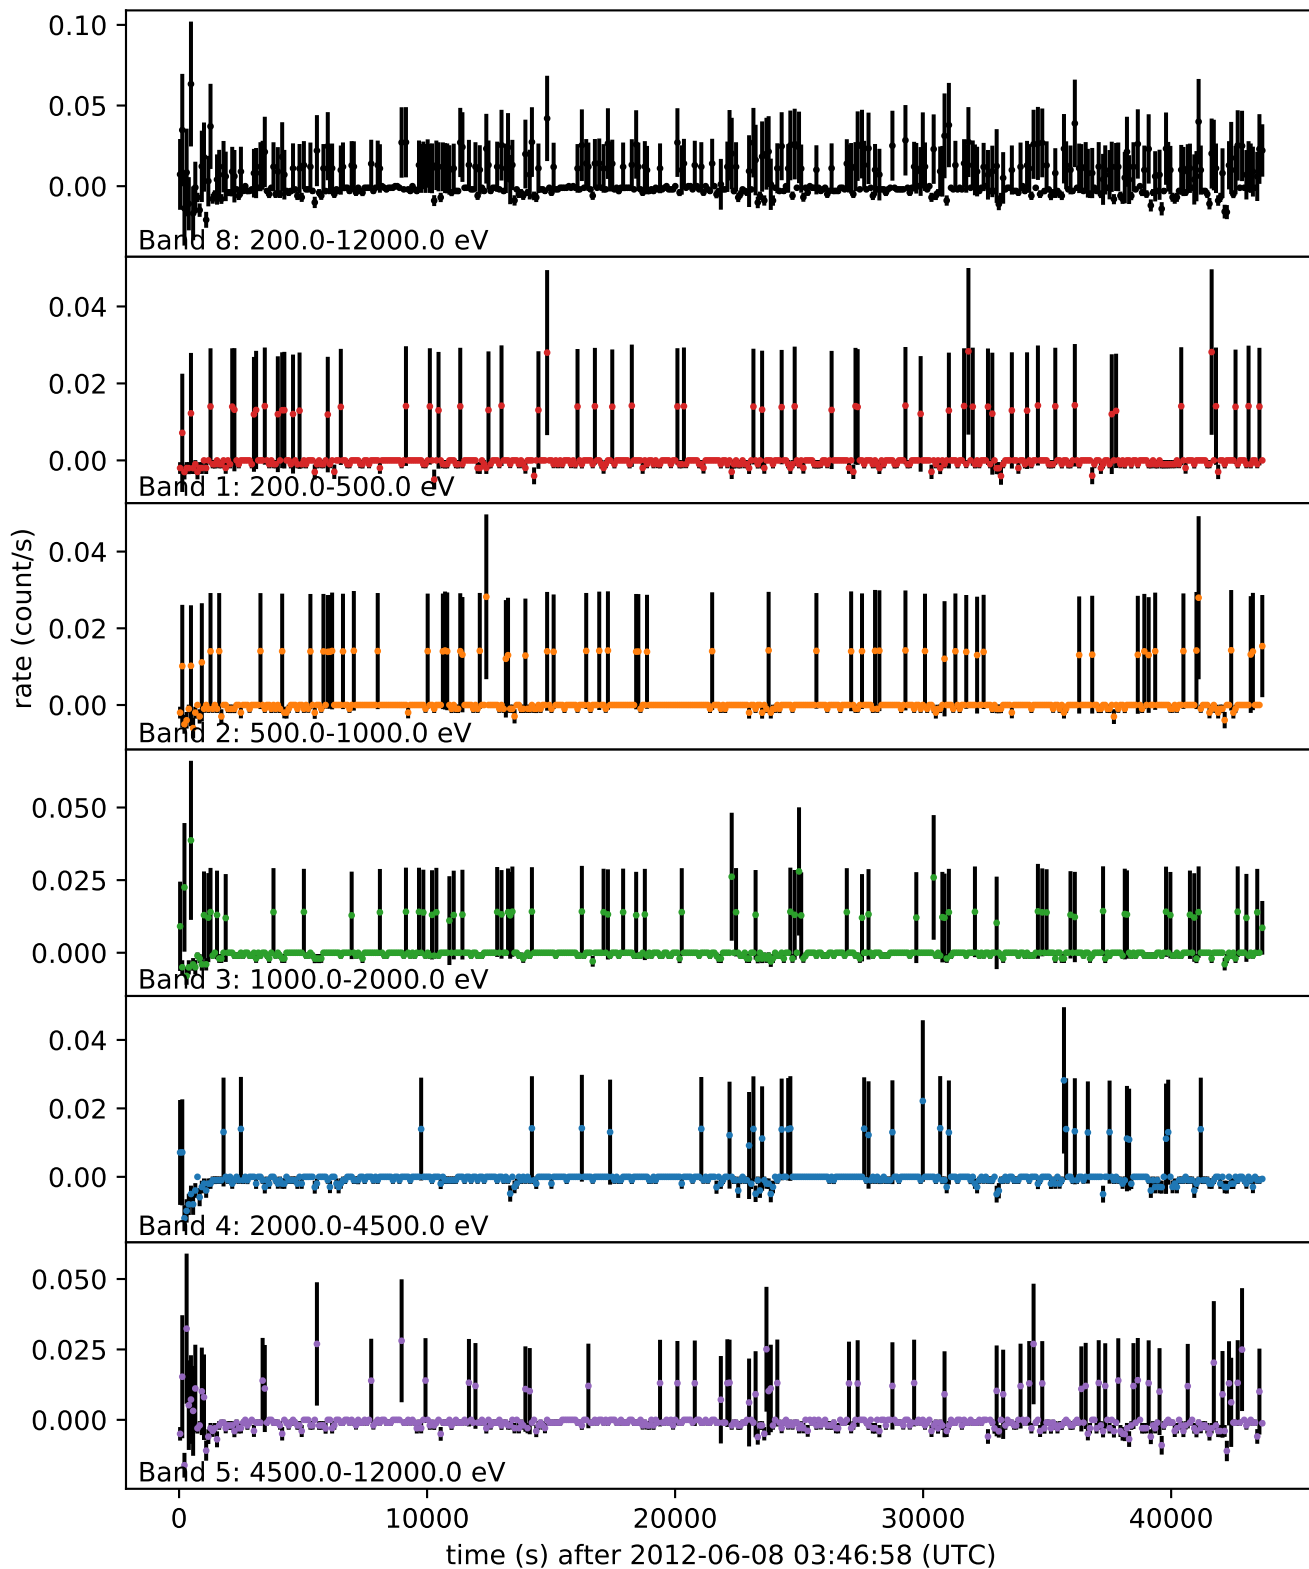 0.10
0.05
0.00
Band 8: 200.0-12000.0 eV
0.04
0.02
0.00
Band 1: 200.0-500.0 eV
0.04
0.02
0.00
Band 2: 500.0-1000.0 eV
rate (count/s)
0.050
0.025
0.000
Band 3: 1000.0-2000.0 eV
0.04
0.02
0.00
Band 4: 2000.0-4500.0 eV
0.050
0.025
0.000
Band 5: 4500.0-12000.0 eV
0 10000 20000 30000 40000
time (s) after 2012-06-08 03:46:58 (UTC)